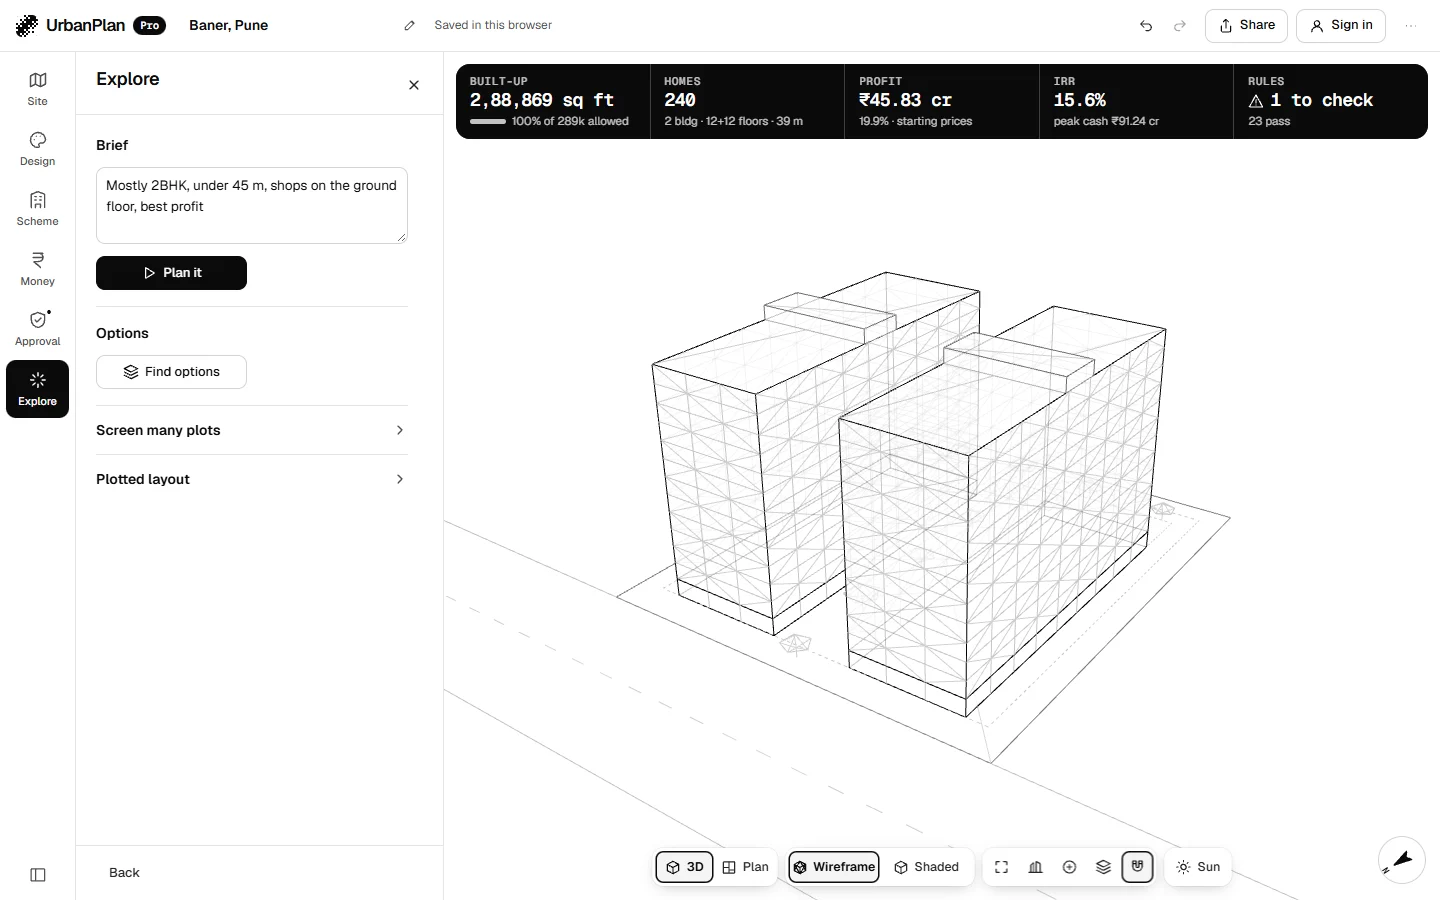 UrbanPlan Pro
Baner, Pune
Saved in this browser
Share
Sign in
Site
Design
Scheme
Money
Approval
Explore
Explore
Brief
Mostly 2BHK, under 45 m, shops on the ground
floor, best profit
Plan it
Options
Find options
Screen many plots
Plotted layout
Back
BUILT-UP
2,88,869 sq ft
100% of 289k allowed
HOMES
240
2 bldg · 12+12 floors · 39 m
PROFIT
₹45.83 cr
19.9% · starting prices
IRR
15.6%
peak cash ₹91.24 cr
RULES
1 to check
23 pass
3D
Plan
Wireframe
Shaded
Sun
N